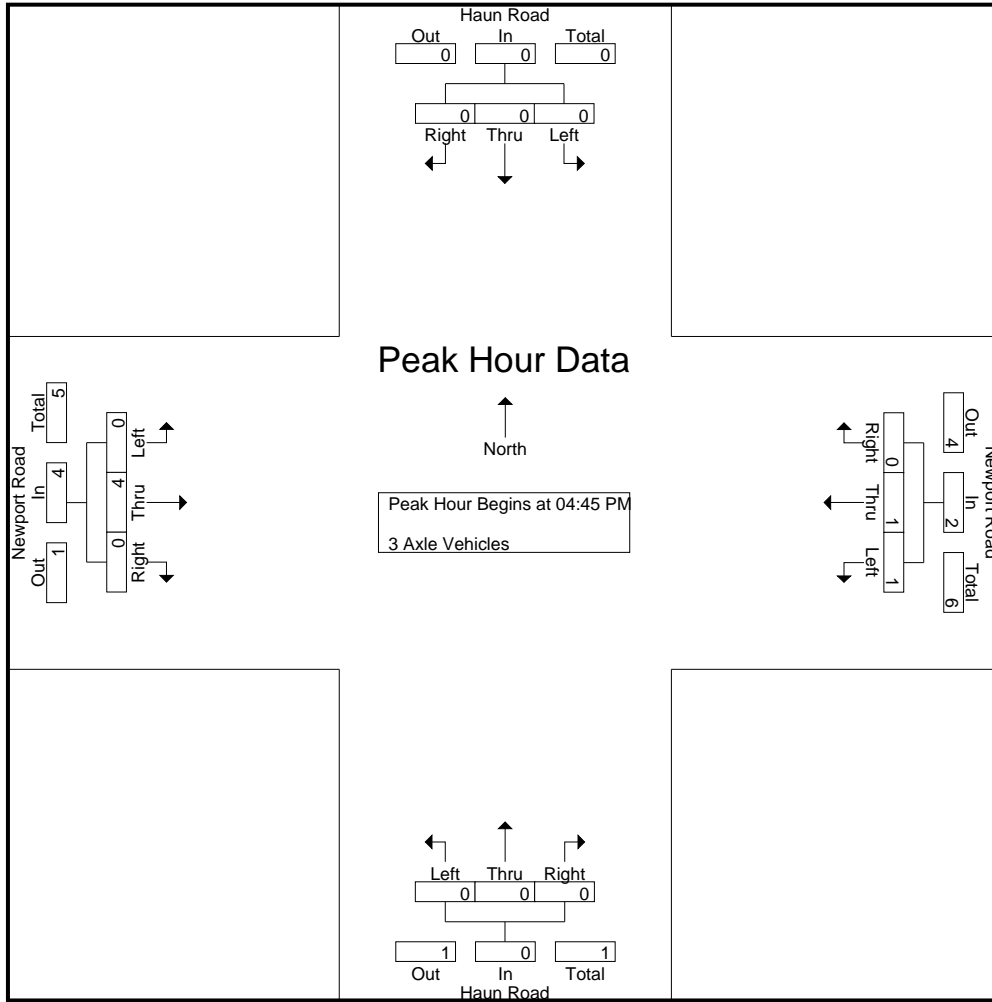 Haun Road
Out In Total
0 0 0
0 0 0
Right Thru Left
Peak Hour Data
North
Peak Hour Begins at 04:45 PM
3 Axle Vehicles
Newport Road
Out In Total
1 4 5
Right Thru Left
0 4 0
Newport Road
Out In Total
4 2 6
Right Thru Left
0 1 1
Left Thru Right
0 0 0
1 0 1
Out In Total
Haun Road